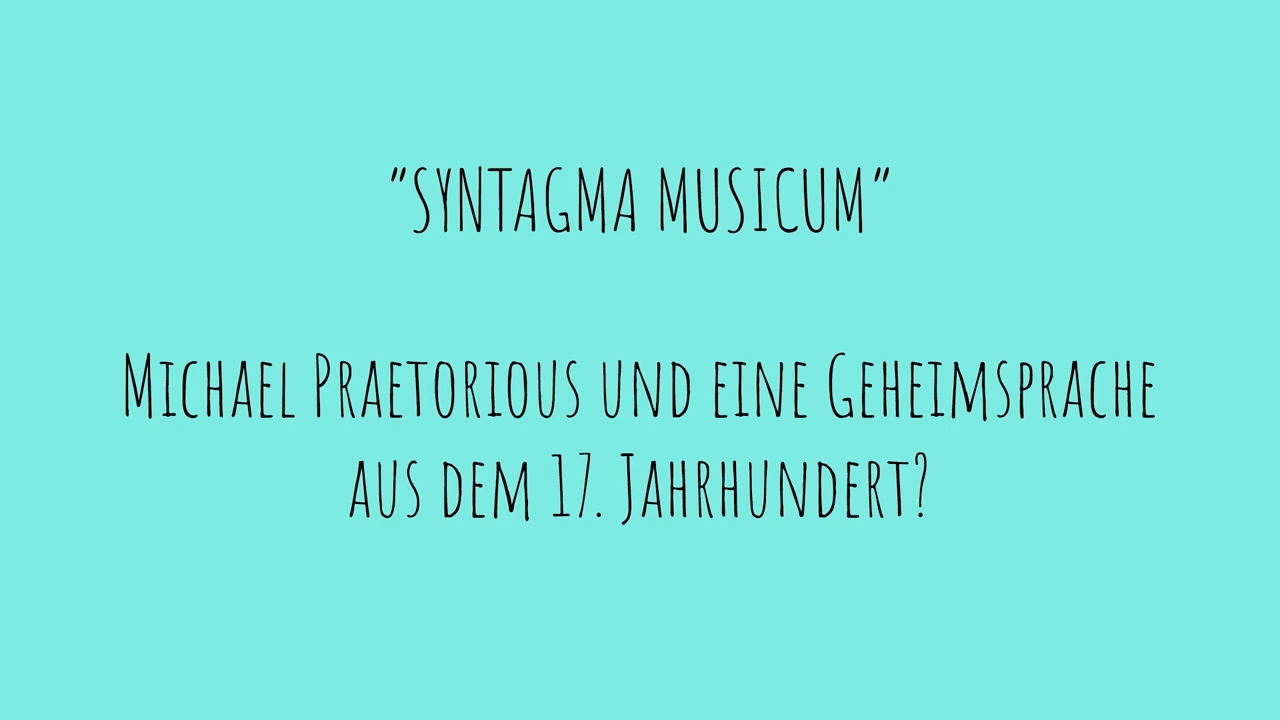 "SYNTAGMA MUSICUM"
Michael Praetorious und eine Geheimsprache
aus dem 17. Jahrhundert?